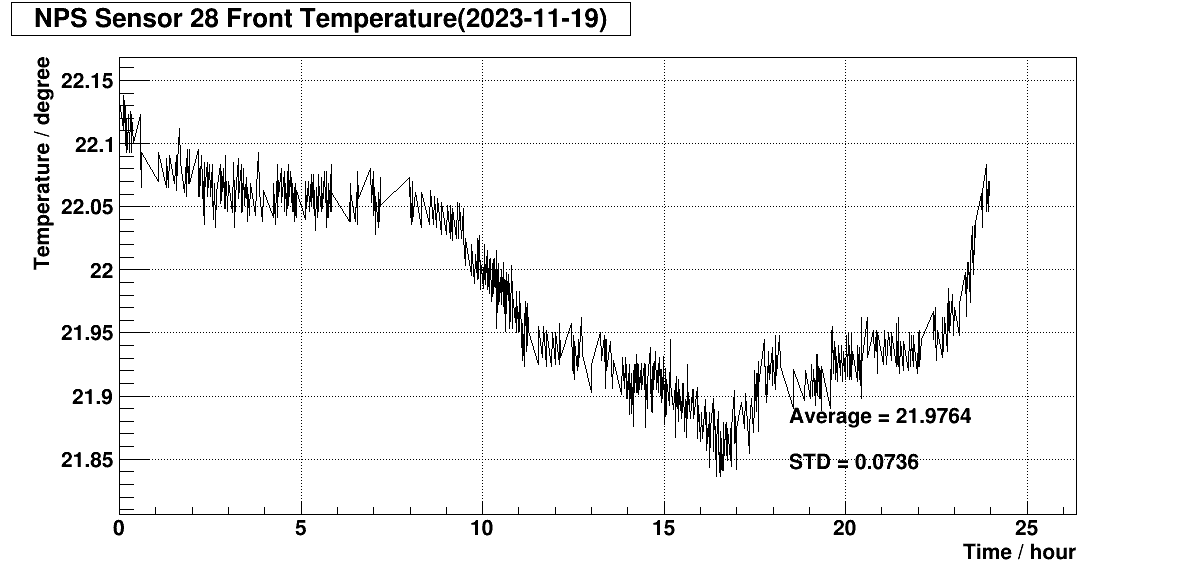 NPS Sensor 28 Front Temperature(2023-11-19)
Temperature / degree
22.15
22.1
22.05
22
21.95
21.9
21.85
Average = 21.9764
STD = 0.0736
0 5 10 15 20 25
Time / hour